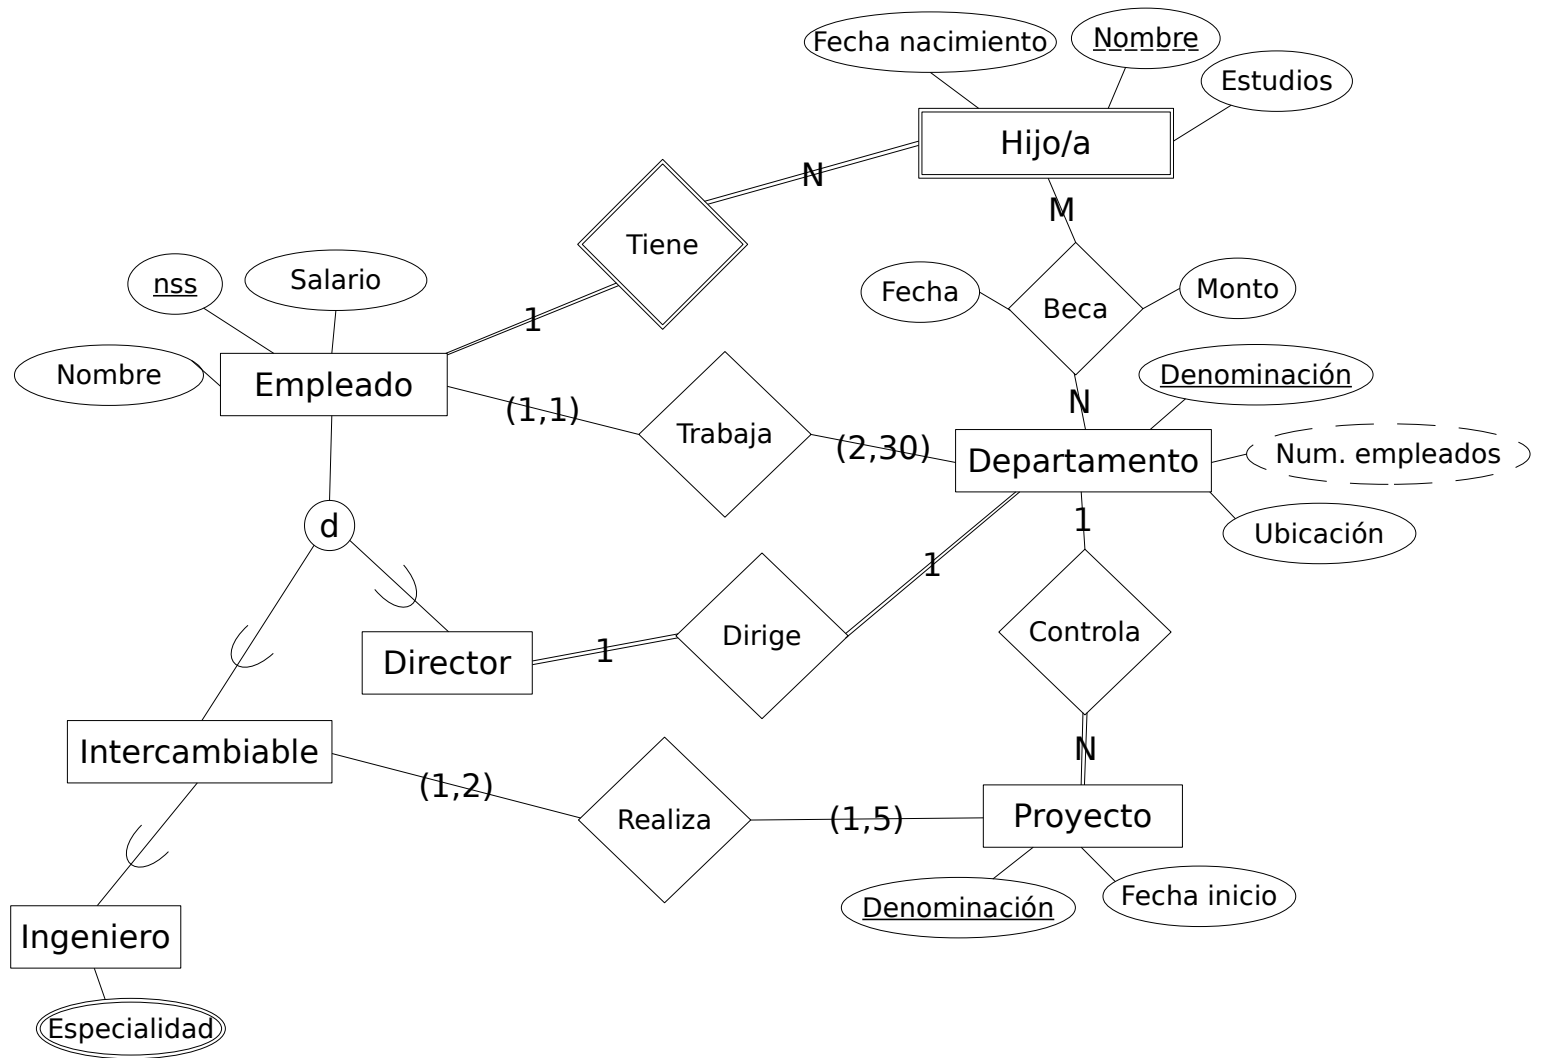 Fecha nacimiento
Nombre
Estudios
Hijo/a
N
M
Tiene
nss
Salario
Fecha
Beca
Monto
1
Nombre
Empleado
(1,1)
Trabaja
(2,30)
N
Denominación
Departamento
Num. empleados
Ubicación
d
1
1
Director
1
Dirige
Controla
Intercambiable
(1,2)
Realiza
(1,5)
N
Proyecto
Denominación
Fecha inicio
Ingeniero
Especialidad